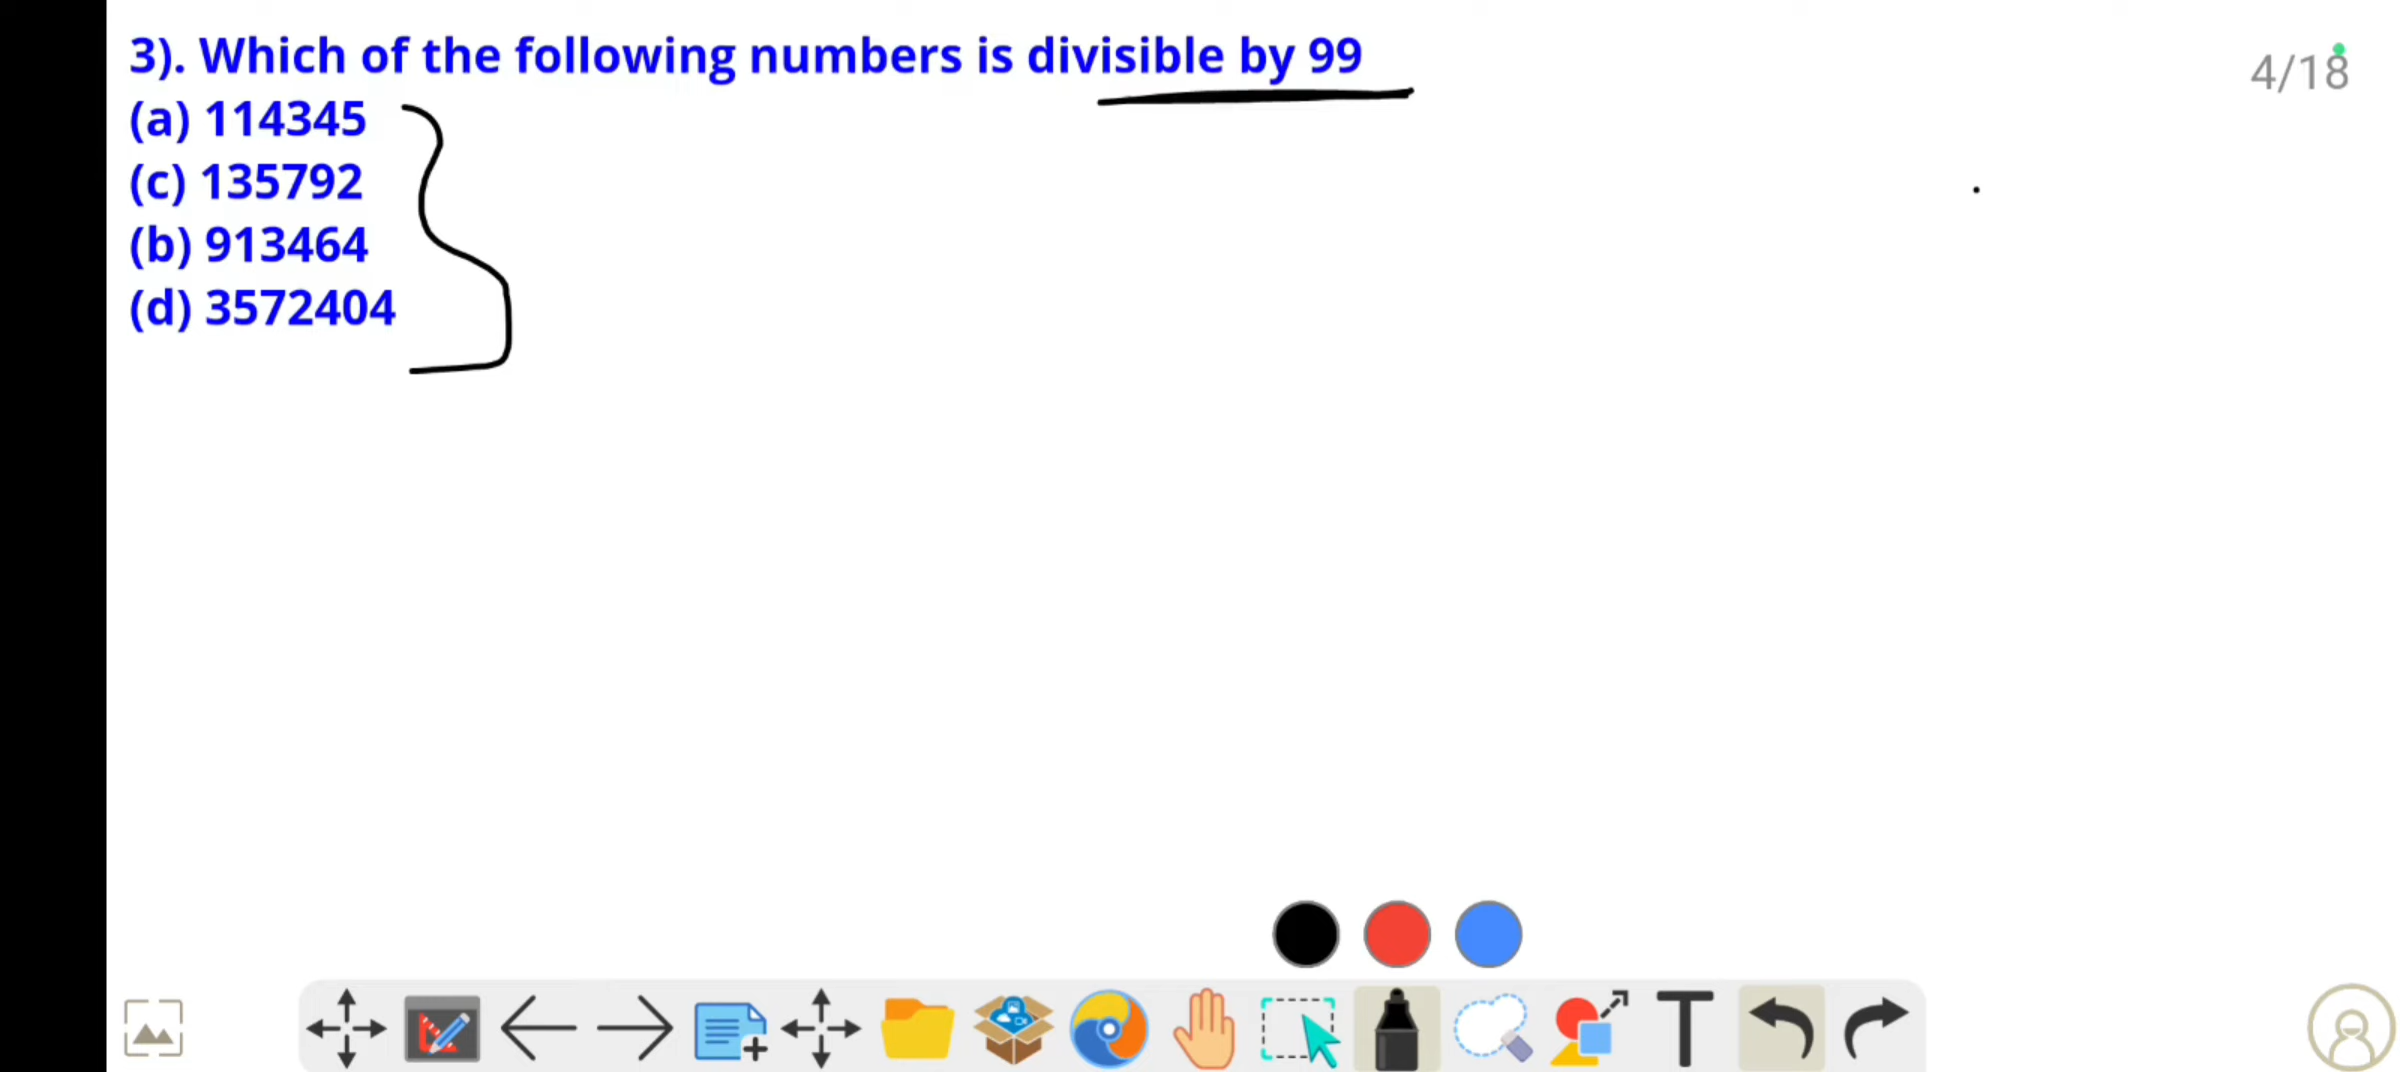 3). Which of the following numbers is divisible by 99
4/18
(a) 114345
(c) 135792
(b) 913464
(d) 3572404